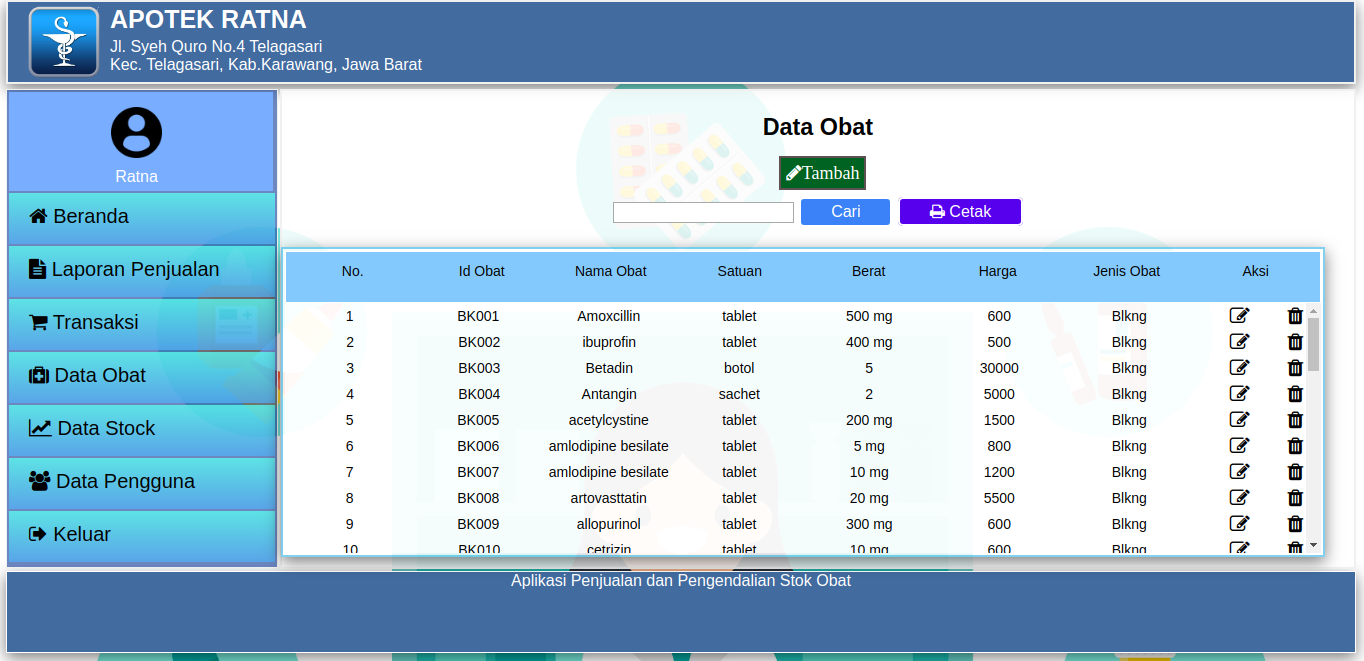 APOTEK RATNA
Jl. Syeh Quro No.4 Telagasari
Kec. Telagasari, Kab.Karawang, Jawa Barat
Ratna
Beranda
Laporan Penjualan
Transaksi
Data Obat
Data Stock
Data Pengguna
Keluar
Data Obat
Tambah
Cari Cetak
No. Id Obat Nama Obat Satuan Berat Harga Jenis Obat Aksi
1 BK001 Amoxcillin tablet 500 mg 600 Blkng
2 BK002 ibuprofin tablet 400 mg 500 Blkng
3 BK003 Betadin botol 5 30000 Blkng
4 BK004 Antangin sachet 2 5000 Blkng
5 BK005 acetylcystine tablet 200 mg 1500 Blkng
6 BK006 amlodipine besilate tablet 5 mg 800 Blkng
7 BK007 amlodipine besilate tablet 10 mg 1200 Blkng
8 BK008 artovasttatin tablet 20 mg 5500 Blkng
9 BK009 allopurinol tablet 300 mg 600 Blkng
10 BK010 cetrizin tablet 10 mg 600 Blkng
Aplikasi Penjualan dan Pengendalian Stok Obat